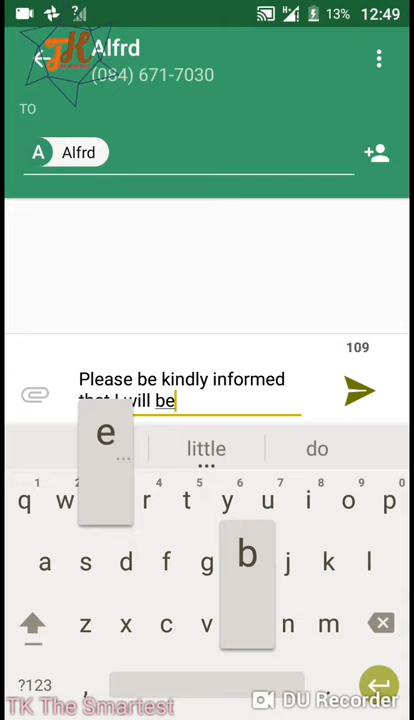 13% 12:49
TK
Alfrd
(084) 671-7030
TO
A Alfrd
109
Please be kindly informed
that I will be
e
little do
1 2 4 5 6 7 8 9 0
q w r t y u i o p
a s d f g b j k l
z x c v n m
?123 ,
TK The Smartest
DU Recorder